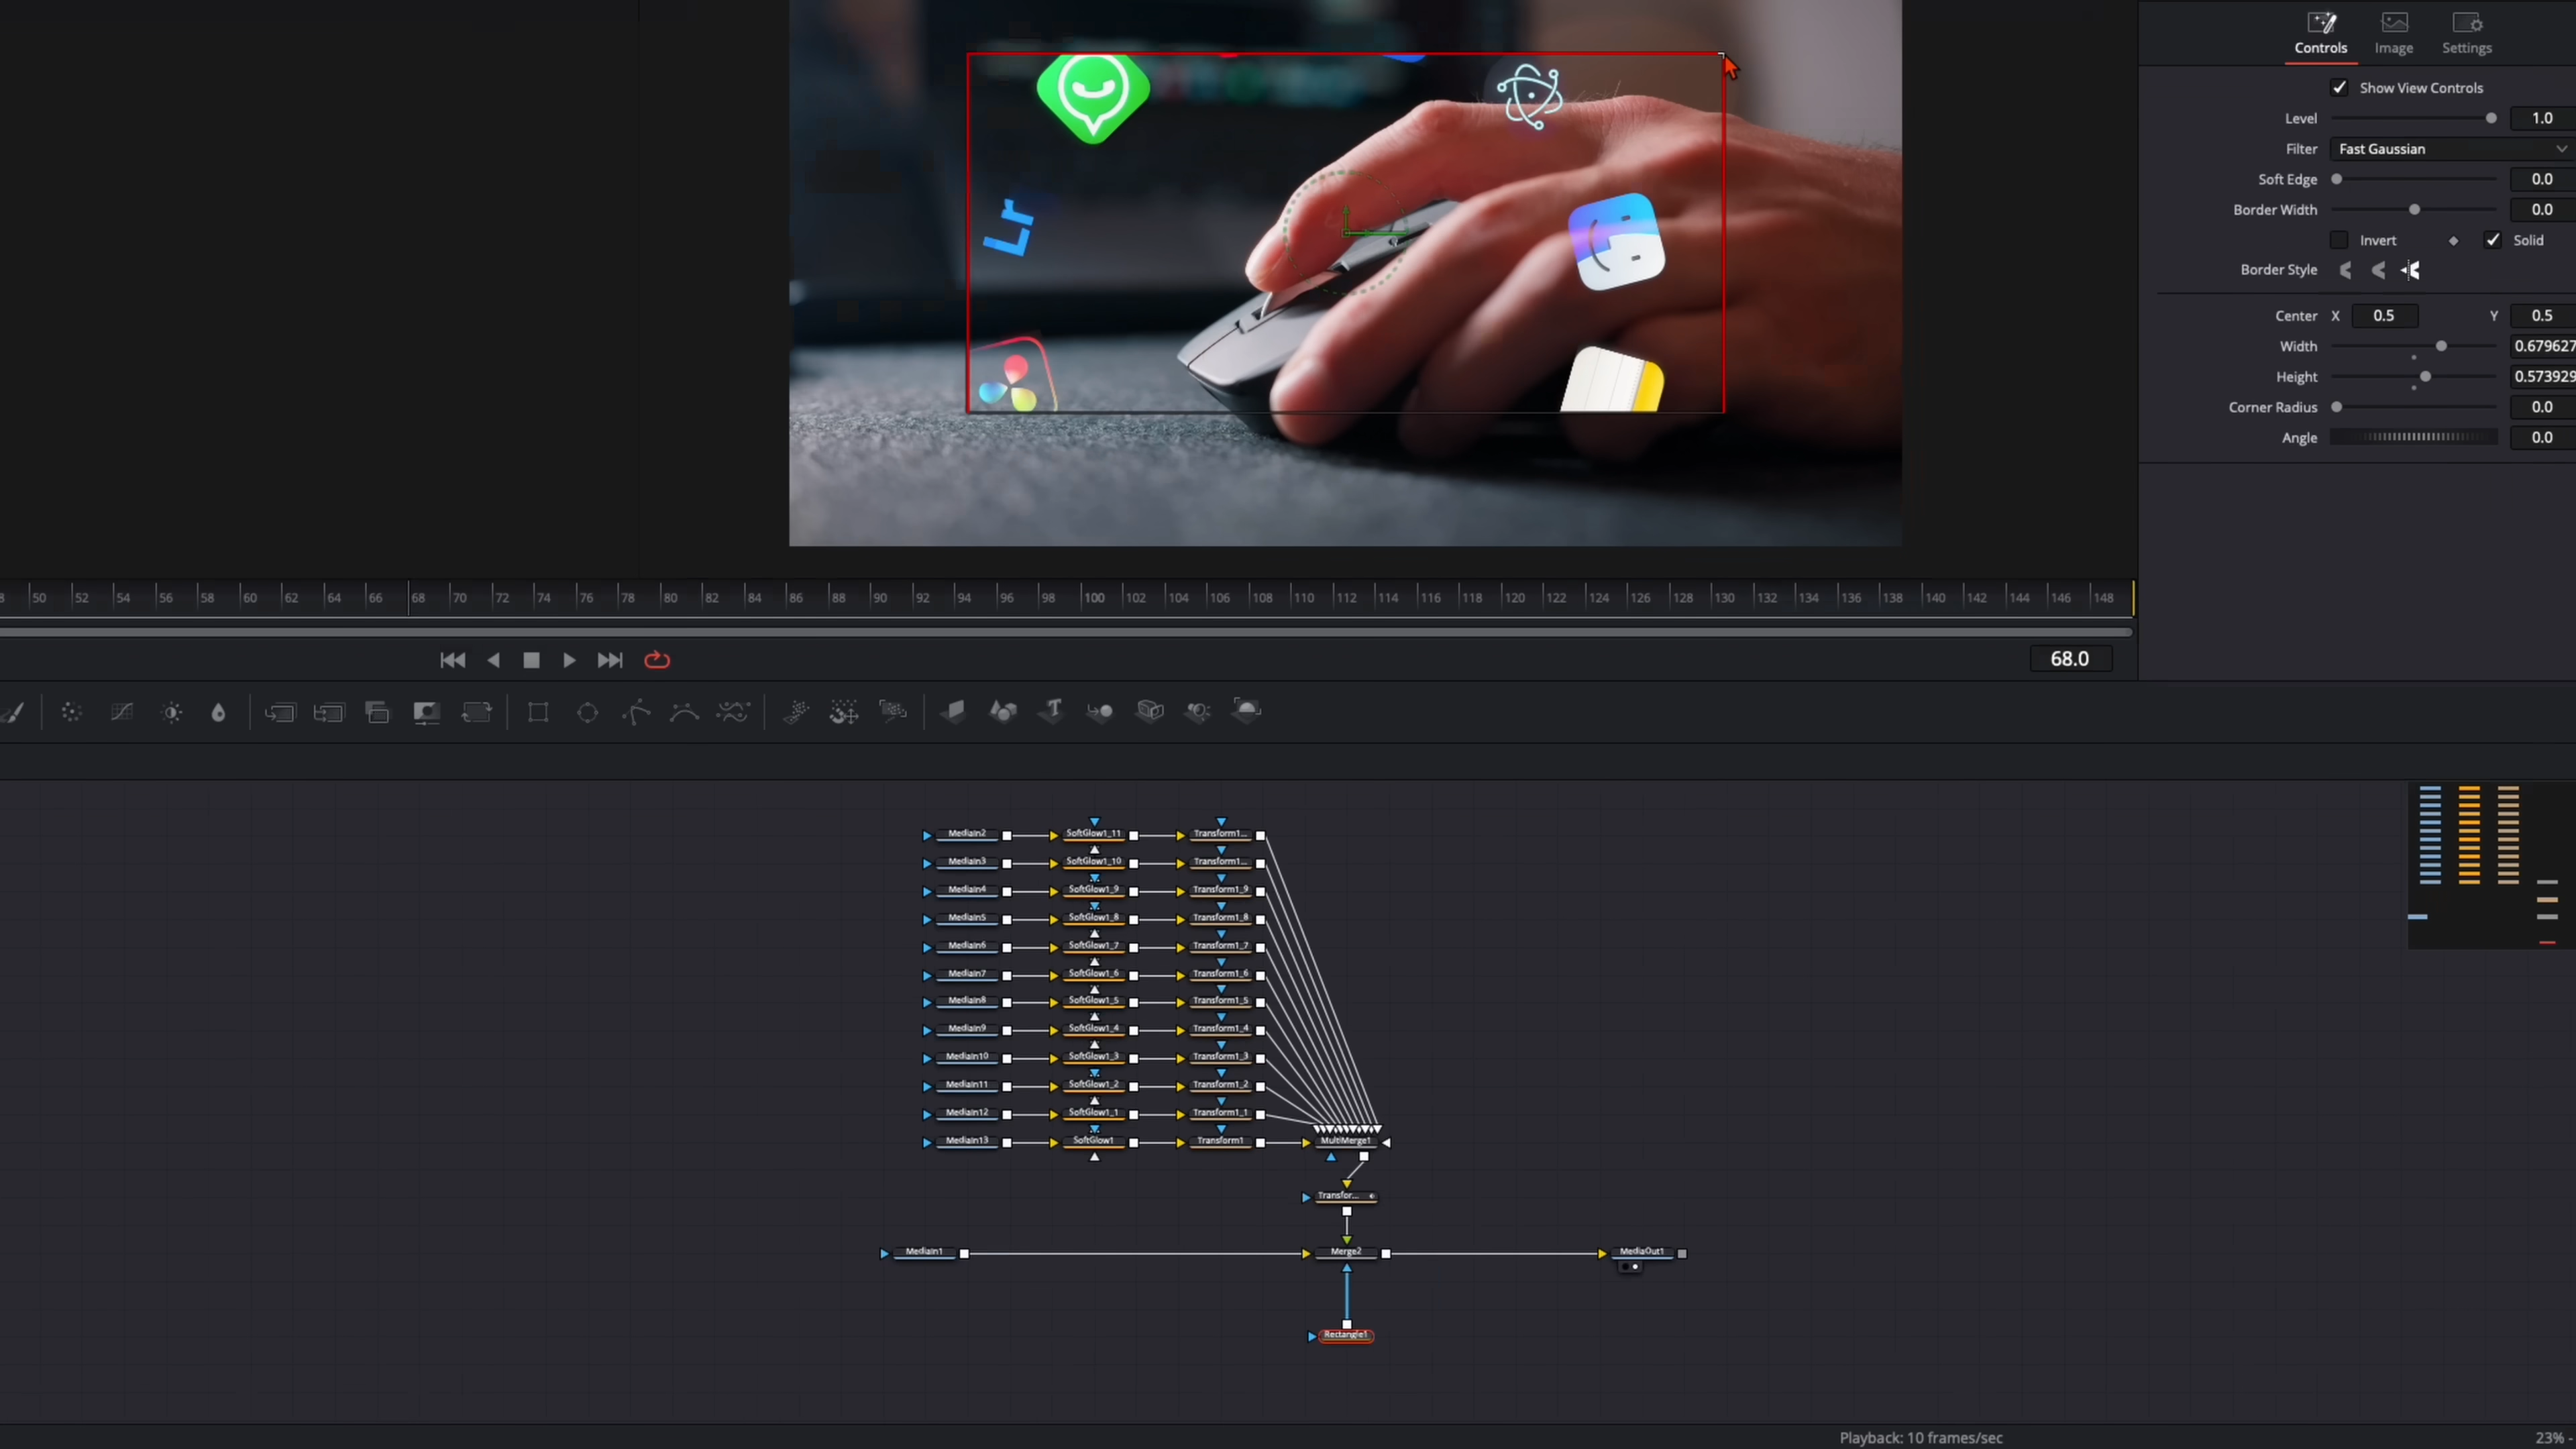 Controls Image Settings
Show View Controls
Level 1.0
Filter Fast Gaussian
Soft Edge 0.0
Border Width 0.0
Invert Solid
Border Style
Center X 0.5 Y 0.5
Width 0.679627
Height 0.573929
Corner Radius 0.0
Angle 0.0
Lr
50 52 54 56 58 60 62 64 66 68 70 72 74 76 78 80 82 84 86 88 90 92 94 96 98 100 102 104 106 108 110 112 114 116 118 120 122 124 126 128 130 132 134 136 138 140 142 144 146 148
68.0
MediaIn2 SoftGlow1_11 Transform1...
MediaIn3 SoftGlow1_10 Transform1...
MediaIn4 SoftGlow1_9 Transform1_9
MediaIn5 SoftGlow1_8 Transform1_8
MediaIn6 SoftGlow1_7 Transform1_7
MediaIn7 SoftGlow1_6 Transform1_6
MediaIn8 SoftGlow1_5 Transform1_5
MediaIn9 SoftGlow1_4 Transform1_4
MediaIn10 SoftGlow1_3 Transform1_3
MediaIn11 SoftGlow1_2 Transform1_2
MediaIn12 SoftGlow1_1 Transform1_1
MediaIn13 SoftGlow1 Transform1 MultiMerge1
Transfor...
MediaIn1 Merge2 MediaOut1
Rectangle1
Playback: 10 frames/sec 23% -